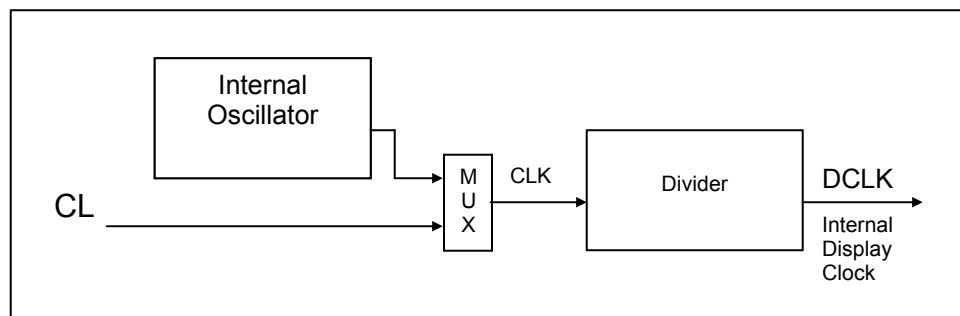 Internal
Oscillator
CL
M
U
X
CLK
Divider
DCLK
Internal
Display
Clock